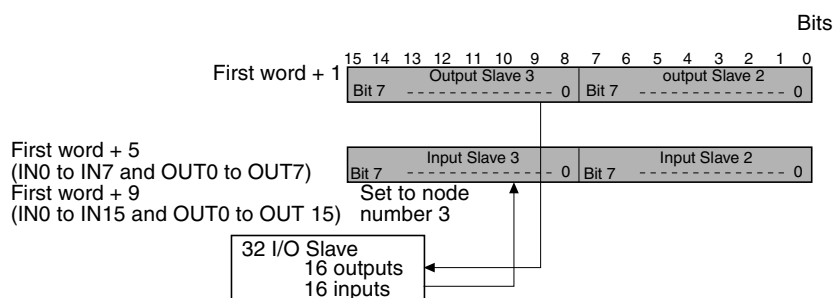 Bits
15 14 13 12 11 10 9 8 7 6 5 4 3 2 1 0
First word + 1
Output Slave 3 output Slave 2
Bit 7 - - - - - - - - - - - - - - - 0 Bit 7 - - - - - - - - - - - - - - - 0
First word + 5
(IN0 to IN7 and OUT0 to OUT7)
Input Slave 3 Input Slave 2
Bit 7 - - - - - - - - - - - - - - - 0 Bit 7 - - - - - - - - - - - - - - - 0
First word + 9
(IN0 to IN15 and OUT0 to OUT 15)
Set to node
number 3
32 I/O Slave
16 outputs
16 inputs